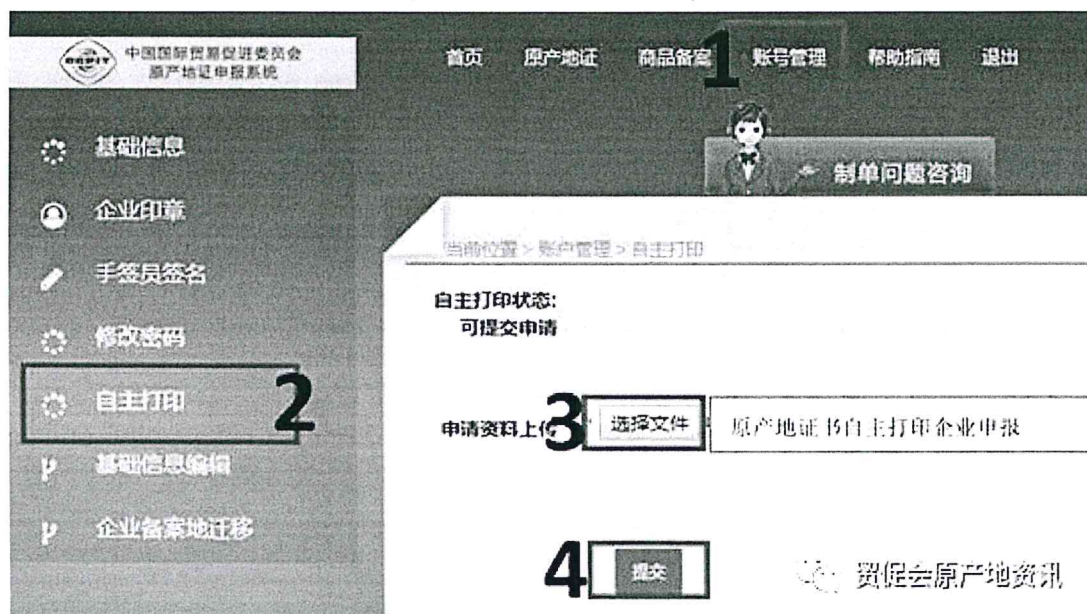 中国国际贸易促进委员会
原产地证申报系统
首页 原产地证 商品备案 1 账号管理 帮助指南 退出
制单问题咨询
基础信息
企业印章
手签员签名
修改密码
自主打印 2
基础信息编辑
企业备案地迁移
当前位置 > 账户管理 > 自主打印
自主打印状态:
可提交申请
申请资料上传 3 选择文件 原产地证书自主打印企业申报
4 提交
贸促会原产地资讯